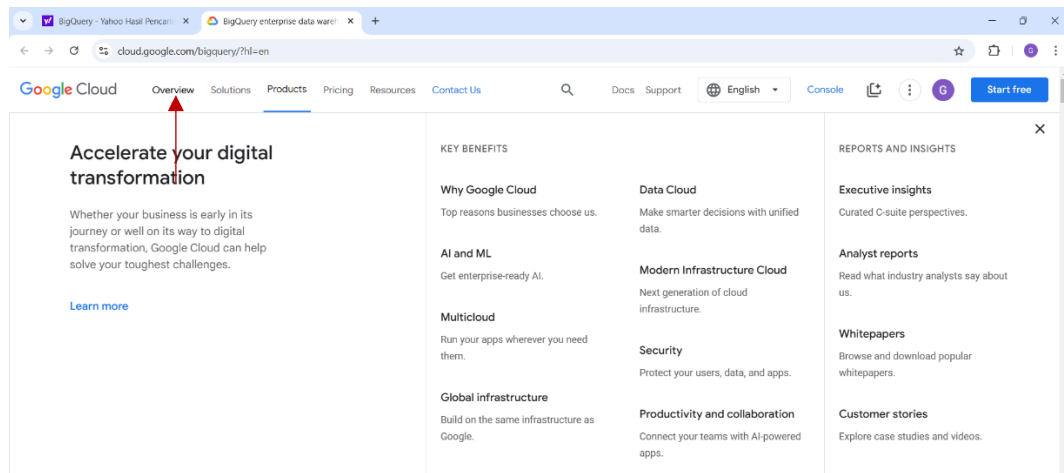 BigQuery - Yahoo Hasil Pencari
BigQuery enterprise data wareh
cloud.google.com/bigquery/?hl=en
G
Google Cloud Overview Solutions Products Pricing Resources Contact Us Docs Support English Console G Start free
Accelerate your digital
transformation
Whether your business is early in its
journey or well on its way to digital
transformation, Google Cloud can help
solve your toughest challenges.
Learn more
KEY BENEFITS
Why Google Cloud
Top reasons businesses choose us.
AI and ML
Get enterprise-ready AI.
Multicloud
Run your apps wherever you need
them.
Global infrastructure
Build on the same infrastructure as
Google.
Data Cloud
Make smarter decisions with unified
data.
Modern Infrastructure Cloud
Next generation of cloud
infrastructure.
Security
Protect your users, data, and apps.
Productivity and collaboration
Connect your teams with AI-powered
apps.
REPORTS AND INSIGHTS
Executive insights
Curated C-suite perspectives.
Analyst reports
Read what industry analysts say about
us.
Whitepapers
Browse and download popular
whitepapers.
Customer stories
Explore case studies and videos.